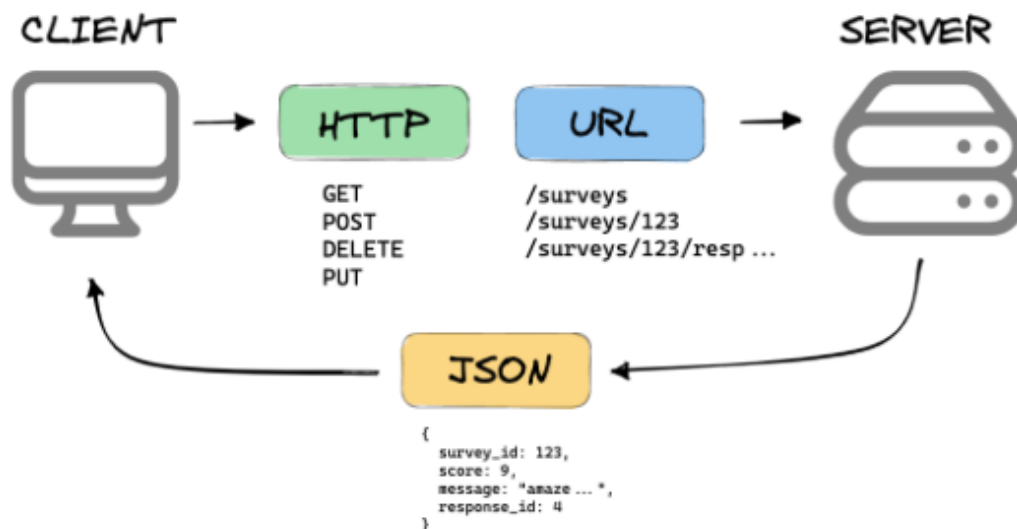 CLIENT
SERVER
HTTP
URL
GET
POST
DELETE
PUT
/surveys
/surveys/123
/surveys/123/resp ...
JSON
{
survey_id: 123,
score: 9,
message: "amaze ... ",
response_id: 4
}